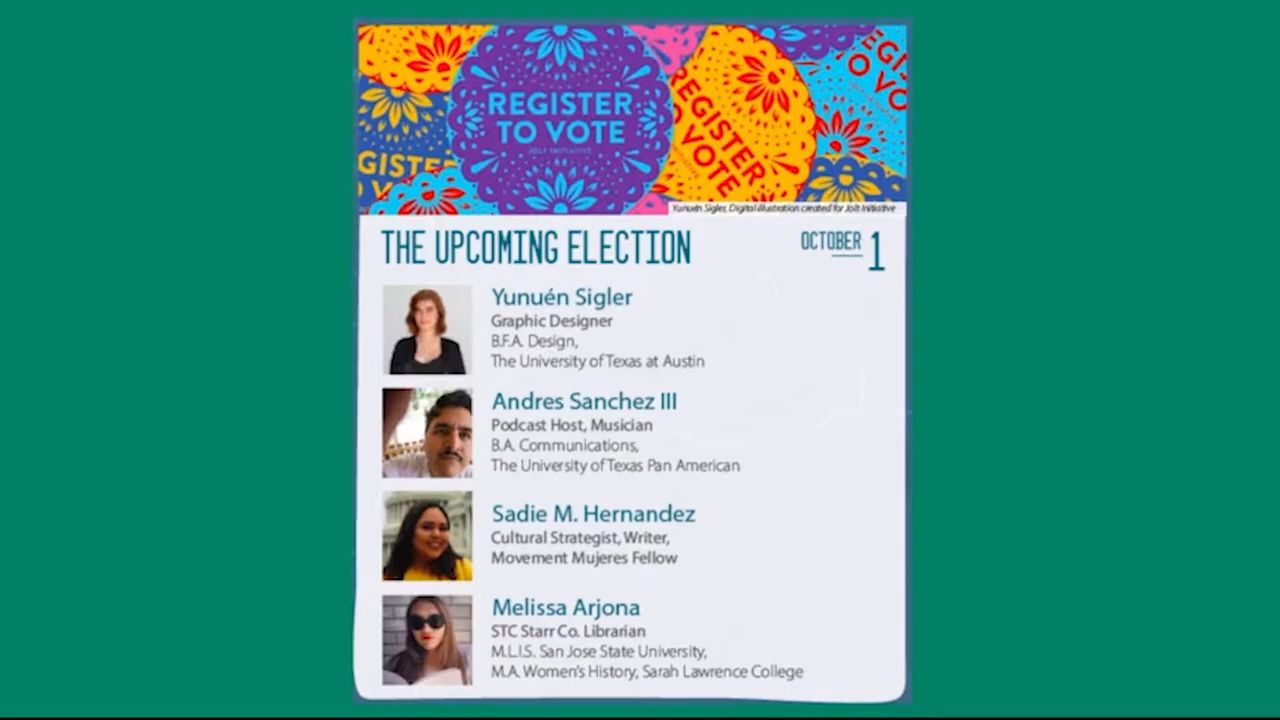 REGISTER
TO VOTE
JOLT INITIATIVE
REGISTER
O VOTE
EGI
O VO
GISTER
O V
Yunuén Sigler, Digital illustration created for Jolt Initiative
THE UPCOMING ELECTION
OCTOBER 1
Yunuén Sigler
Graphic Designer
B.F.A. Design,
The University of Texas at Austin
Andres Sanchez III
Podcast Host, Musician
B.A. Communications,
The University of Texas Pan American
Sadie M. Hernandez
Cultural Strategist, Writer,
Movement Mujeres Fellow
Melissa Arjona
STC Starr Co. Librarian
M.L.I.S. San Jose State University,
M.A. Women's History, Sarah Lawrence College